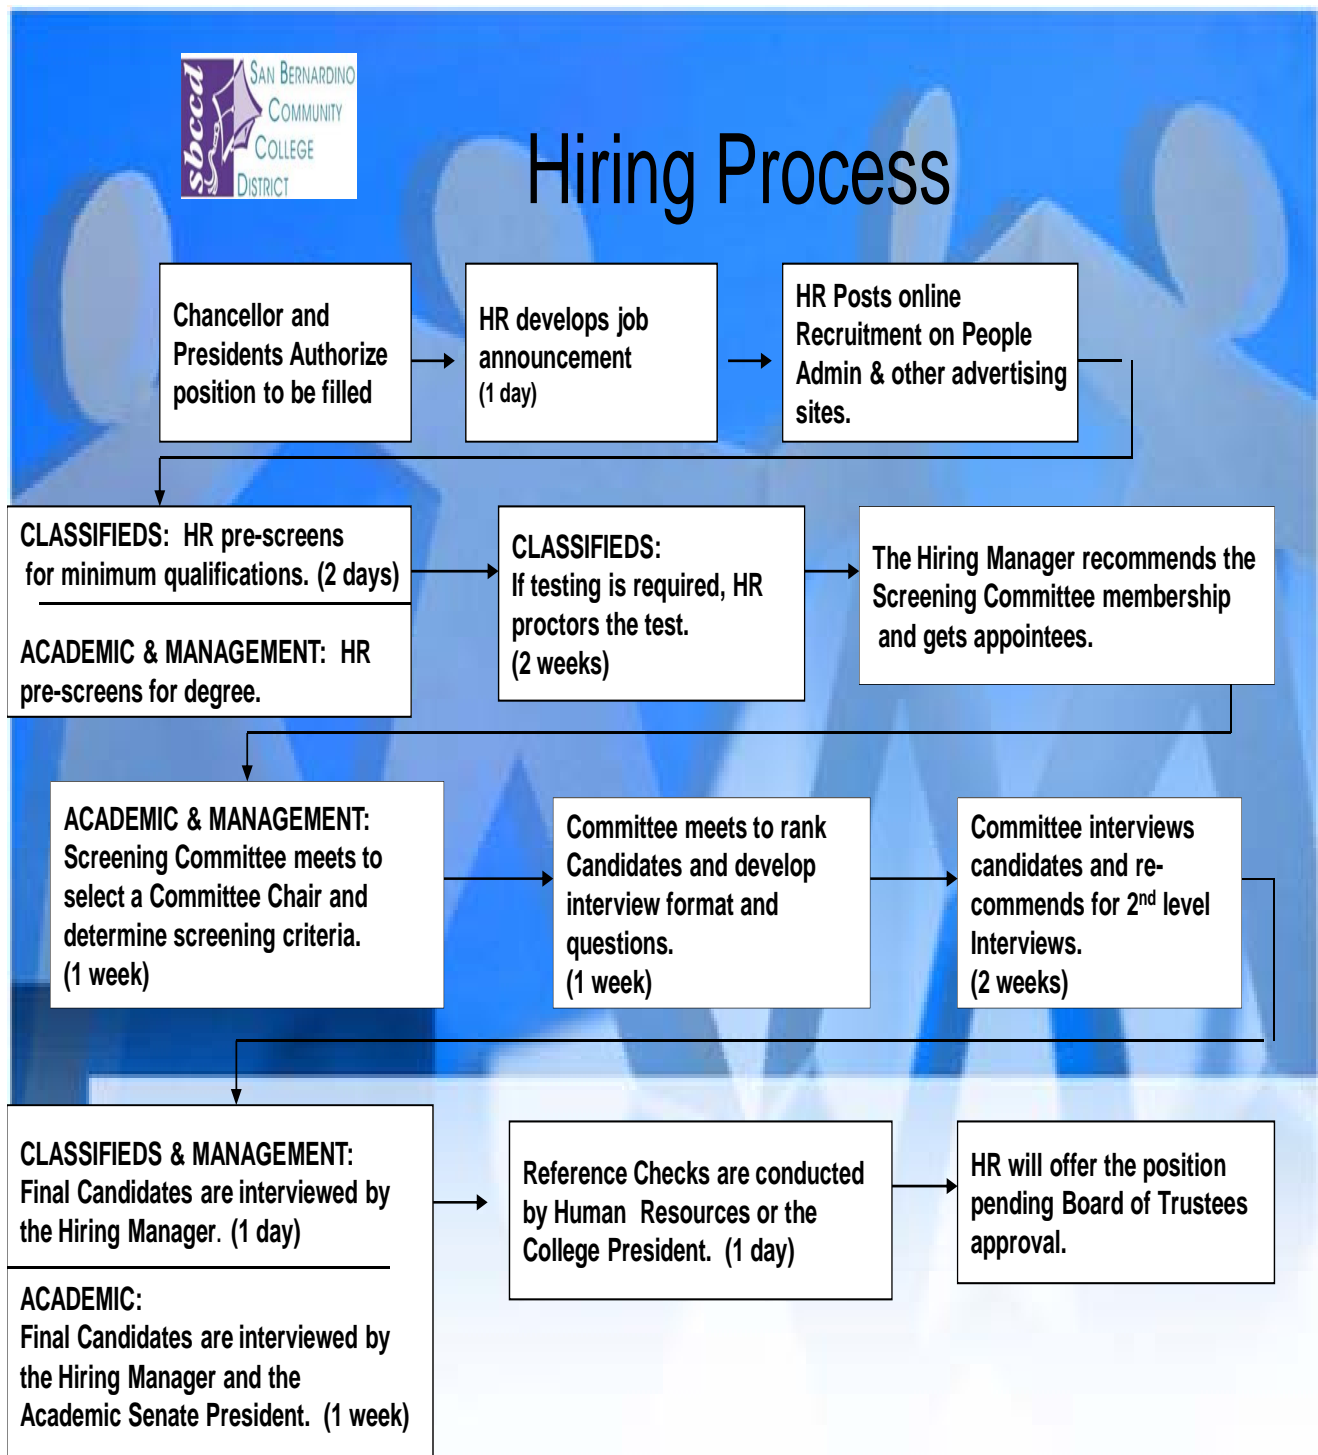 sbccd
SAN BERNARDINO
COMMUNITY
COLLEGE
DISTRICT
Hiring Process
Chancellor and
Presidents Authorize
position to be filled
HR develops job
announcement
(1 day)
HR Posts online
Recruitment on People
Admin & other advertising
sites.
CLASSIFIEDS: HR pre-screens
for minimum qualifications. (2 days)
ACADEMIC & MANAGEMENT: HR
pre-screens for degree.
CLASSIFIEDS:
If testing is required, HR
proctors the test.
(2 weeks)
The Hiring Manager recommends the
Screening Committee membership
and gets appointees.
ACADEMIC & MANAGEMENT:
Screening Committee meets to
select a Committee Chair and
determine screening criteria.
(1 week)
Committee meets to rank
Candidates and develop
interview format and
questions.
(1 week)
Committee interviews
candidates and re-
commends for 2nd level
Interviews.
(2 weeks)
CLASSIFIEDS & MANAGEMENT:
Final Candidates are interviewed by
the Hiring Manager. (1 day)
ACADEMIC:
Final Candidates are interviewed by
the Hiring Manager and the
Academic Senate President. (1 week)
Reference Checks are conducted
by Human Resources or the
College President. (1 day)
HR will offer the position
pending Board of Trustees
approval.